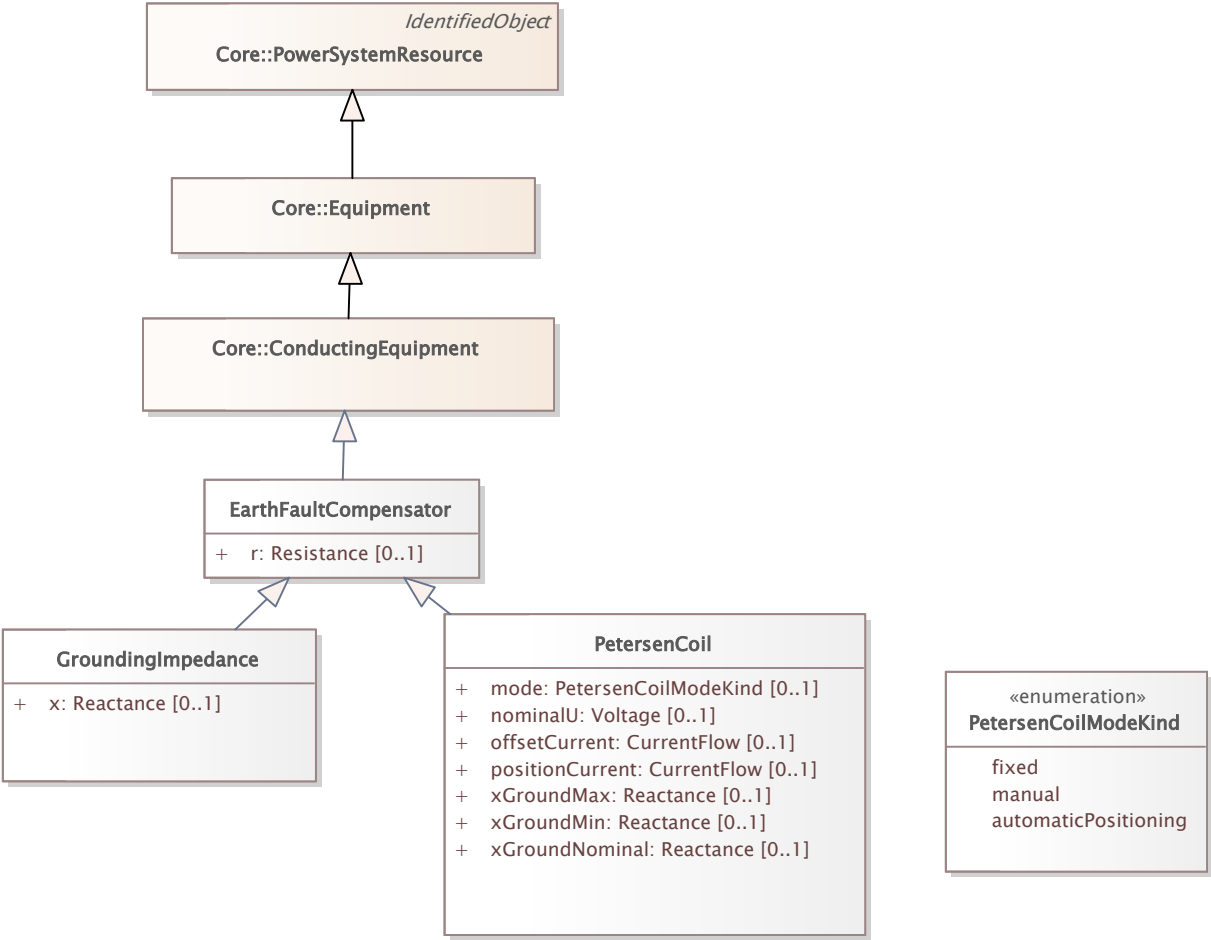 IdentifiedObject
Core::PowerSystemResource
Core::Equipment
Core::ConductingEquipment
EarthFaultCompensator
+ r: Resistance [0..1]
GroundingImpedance
+ x: Reactance [0..1]
PetersenCoil
+ mode: PetersenCoilModeKind [0..1]
+ nominalU: Voltage [0..1]
+ offsetCurrent: CurrentFlow [0..1]
+ positionCurrent: CurrentFlow [0..1]
+ xGroundMax: Reactance [0..1]
+ xGroundMin: Reactance [0..1]
+ xGroundNominal: Reactance [0..1]
«enumeration»
PetersenCoilModeKind
fixed
manual
automaticPositioning